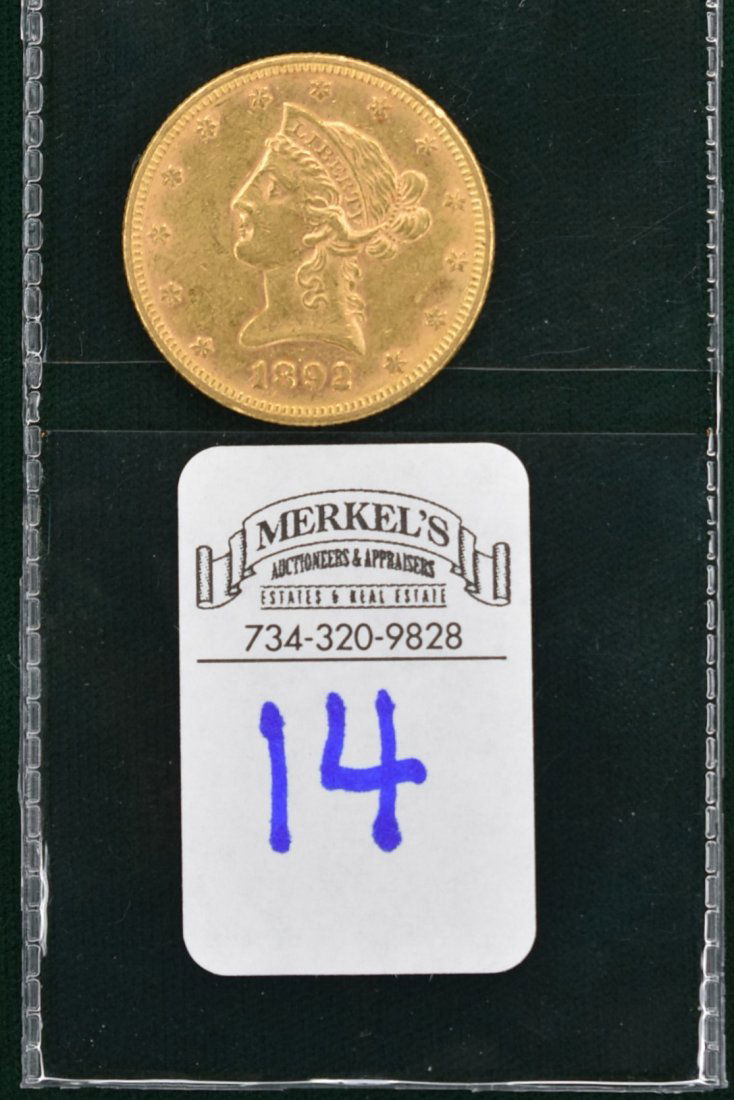 LIBERTY
1892
MERKEL'S
AUCTIONEERS & APPRAISERS
ESTATES & REAL ESTATE
734-320-9828
14